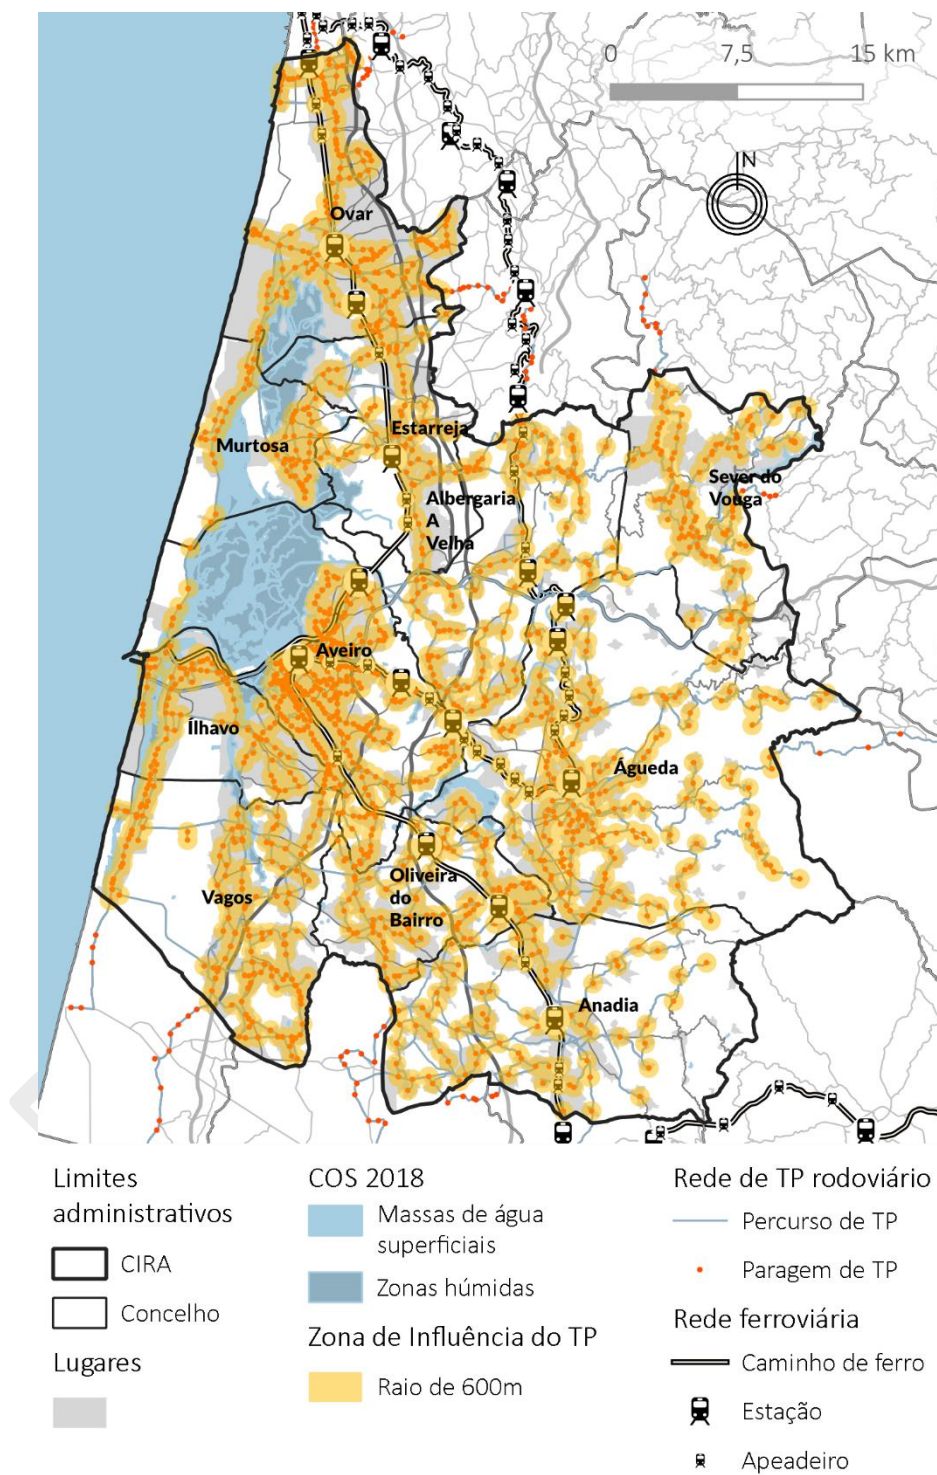 0 7,5 15 km
N
Ovar
Estarreja
Murtosa
Sever do
Vouga
Albergaria
A
Velha
Aveiro
Ílhavo
Águeda
Oliveira
do
Bairro
Vagos
Anadia
Limites
administrativos
CIRA
Concelho
Lugares
COS 2018
Massas de água
superficiais
Zonas húmidas
Zona de Influência do TP
Raio de 600m
Rede de TP rodoviário
Percurso de TP
Paragem de TP
Rede ferroviária
Caminho de ferro
Estação
Apeadeiro